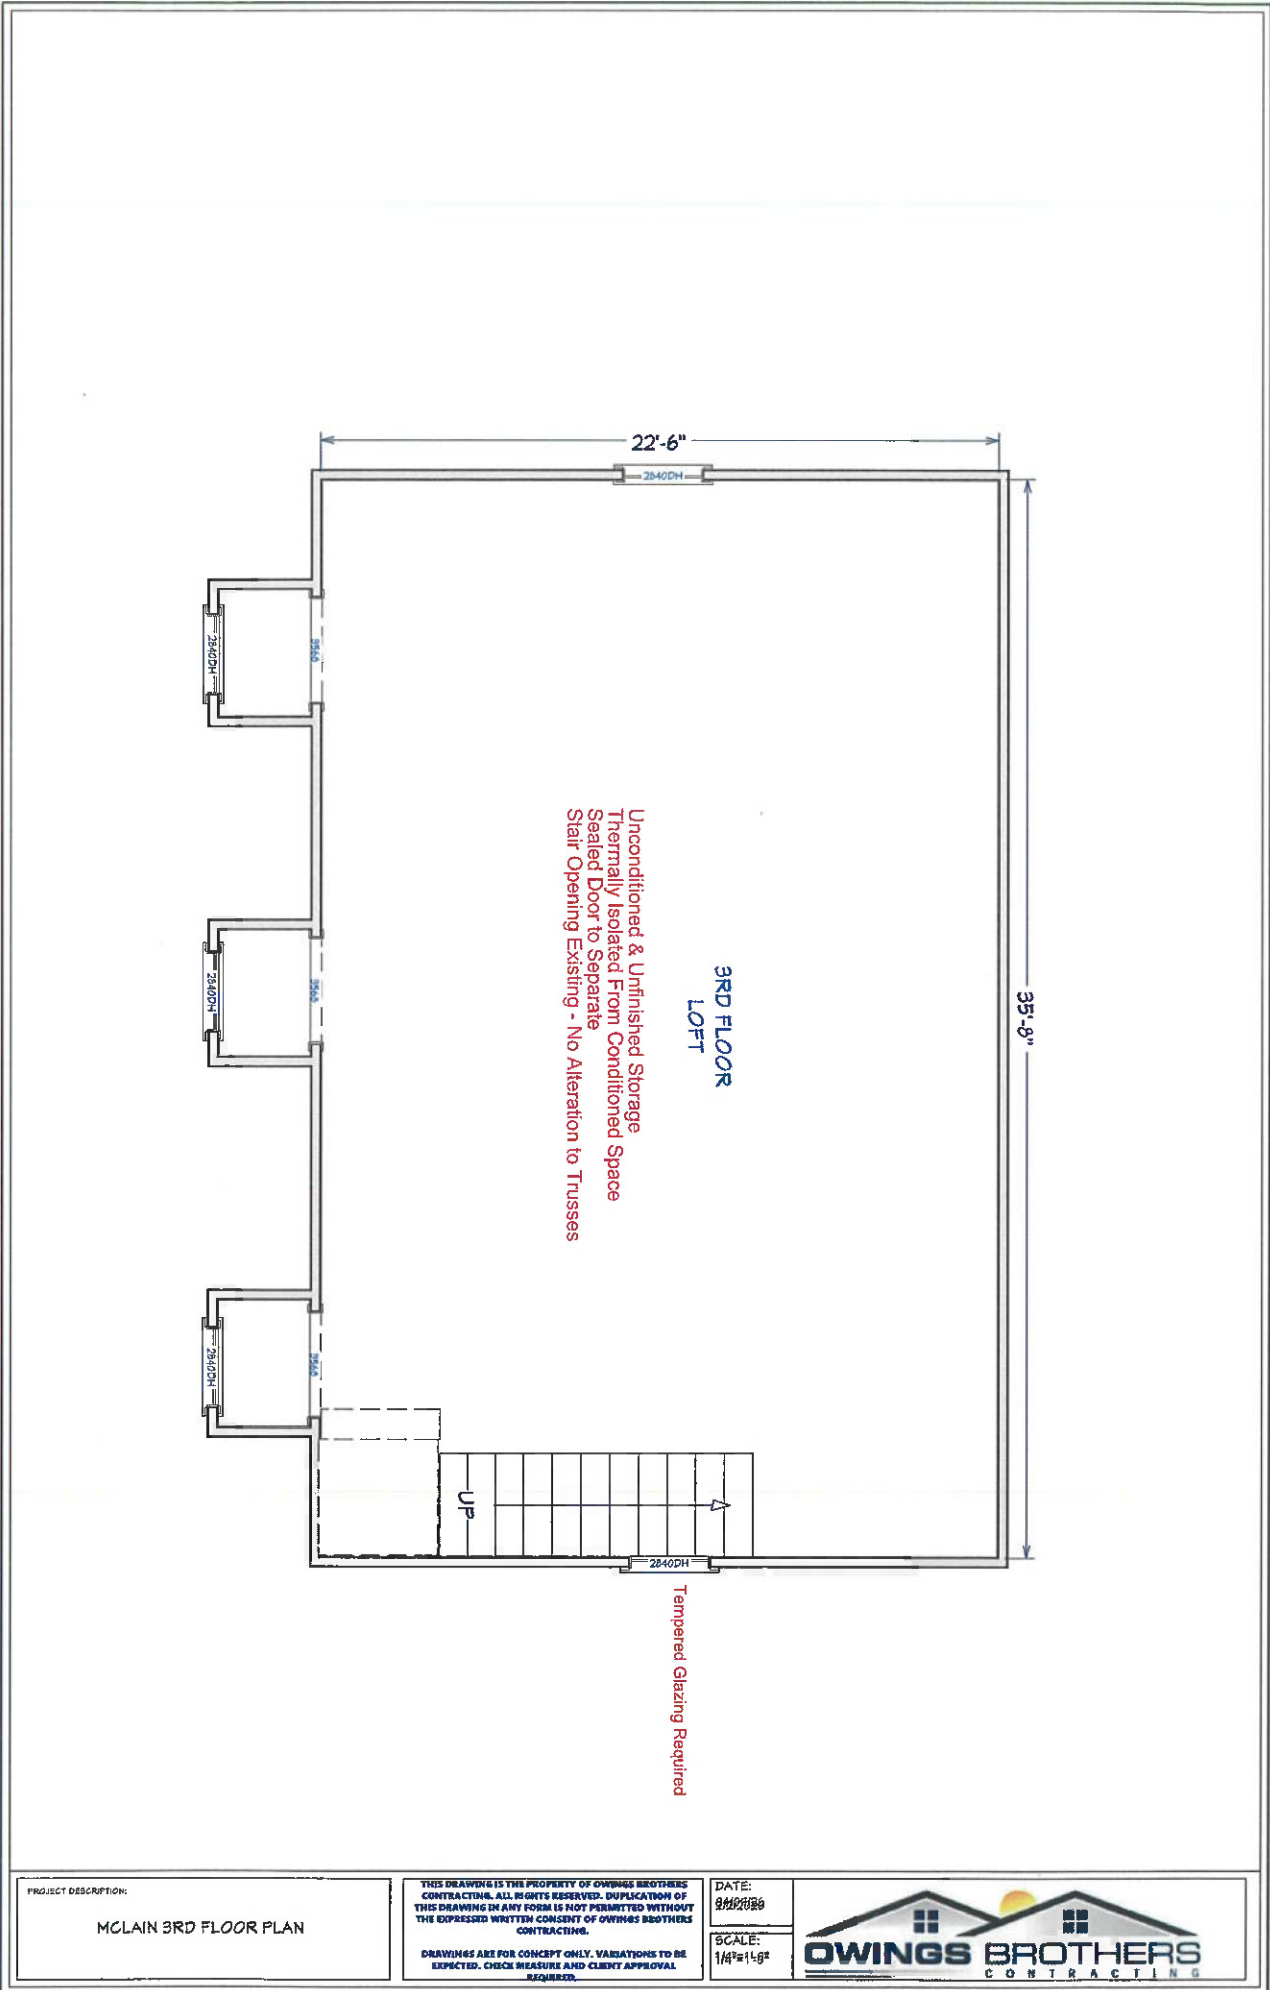 22'-6"
2840DH
35'-8"
2840DH
3568
2840DH
3568
2840DH
3568
3RD FLOOR
LOFT
Unconditioned & Unfinished Storage
Thermally Isolated From Conditioned Space
Sealed Door to Separate
Stair Opening Existing - No Alteration to Trusses
UP
2840DH
Tempered Glazing Required
PROJECT DESCRIPTION:
MCLAIN 3RD FLOOR PLAN
THIS DRAWING IS THE PROPERTY OF OWINGS BROTHERS
CONTRACTING. ALL RIGHTS RESERVED. DUPLICATION OF
THIS DRAWING IN ANY FORM IS NOT PERMITTED WITHOUT
THE EXPRESSED WRITTEN CONSENT OF OWINGS BROTHERS
CONTRACTING.
DRAWINGS ARE FOR CONCEPT ONLY. VARIATIONS TO BE
EXPECTED. CHECK MEASURE AND CLIENT APPROVAL
REQUIRED.
DATE:
SCALE:
OWINGS BROTHERS
CONTRACTING